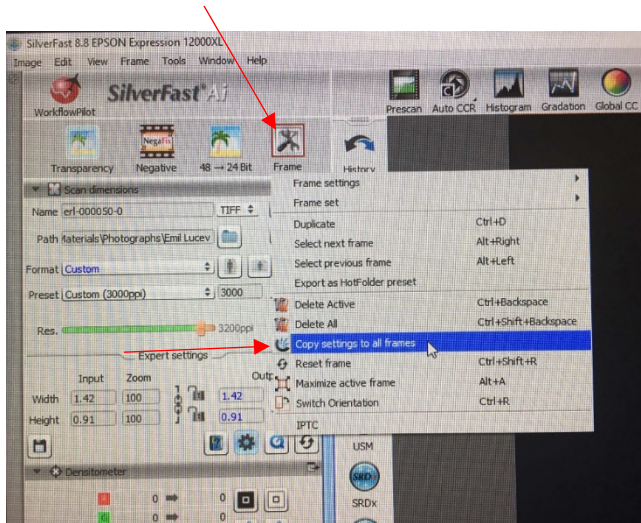 SilverFast 8.8 EPSON Expression 12000XL
Image Edit View Frame Tools Window Help
SilverFast Ai
WorkflowPilot
Prescan Auto CCR Histogram Gradation Global CC
NegaFix
Transparency Negative 48 → 24 Bit Frame History
Scan dimensions
Name erl-000050-0 TIFF
Path Materials\Photographs\Emil Lucev
Format Custom
Preset Custom (3000ppi) 3000
Res. 3200ppi
Expert settings
Input Zoom
Width 1.42 100 1.42
Height 0.91 100 0.91
Densitometer
0 0
0 0
Frame settings
Frame set
Duplicate Ctrl+D
Select next frame Alt+Right
Select previous frame Alt+Left
Export as HotFolder preset
Delete Active Ctrl+Backspace
Delete All Ctrl+Shift+Backspace
Copy settings to all frames
Reset frame Ctrl+Shift+R
Maximize active frame Alt+A
Switch Orientation Ctrl+R
IPTC
USM
SRDx
SRDx